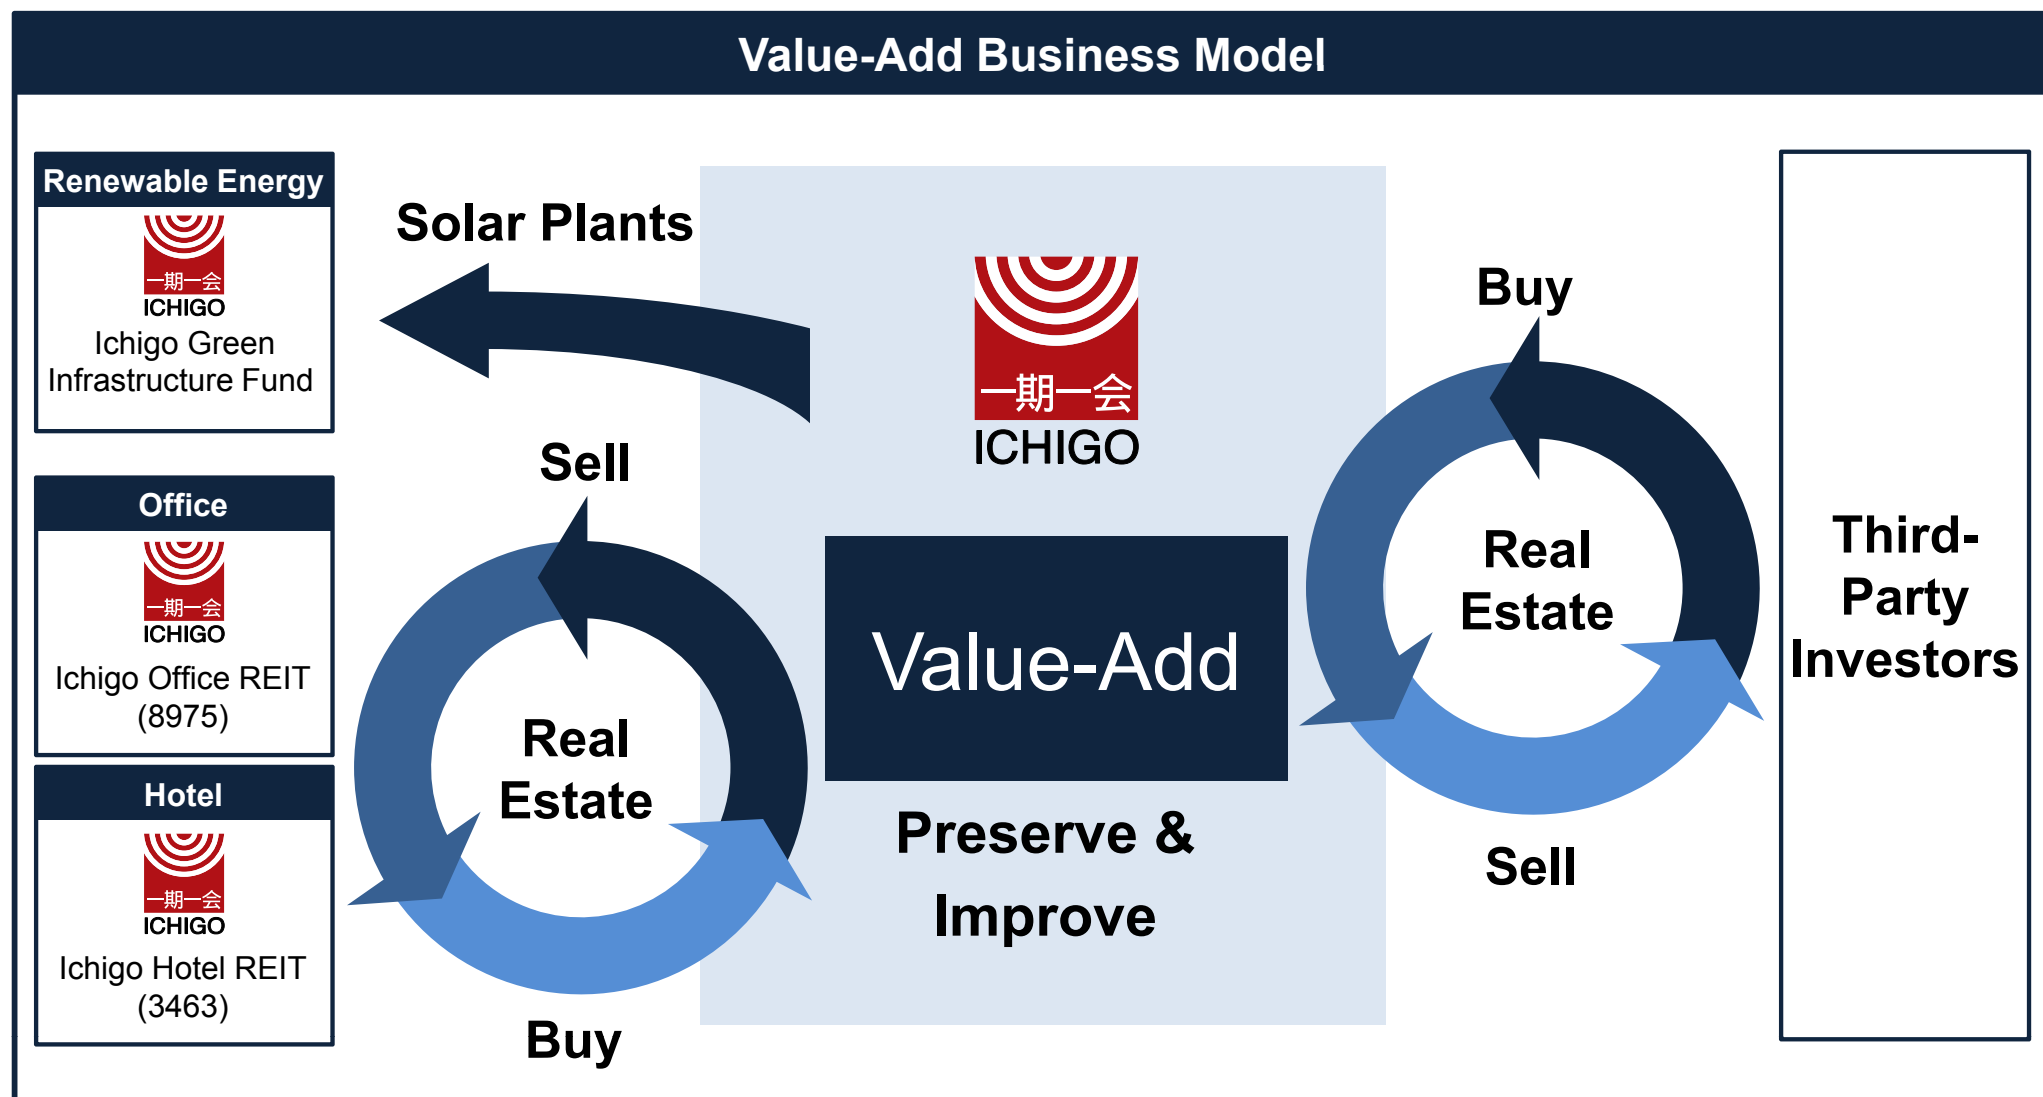 Value-Add Business Model
Renewable Energy
一期一会
ICHIGO
Ichigo Green
Infrastructure Fund
Office
一期一会
ICHIGO
Ichigo Office REIT
(8975)
Hotel
一期一会
ICHIGO
Ichigo Hotel REIT
(3463)
Solar Plants
Sell
Real
Estate
Buy
一期一会
ICHIGO
Value-Add
Preserve &
Improve
Buy
Real
Estate
Sell
Third-
Party
Investors